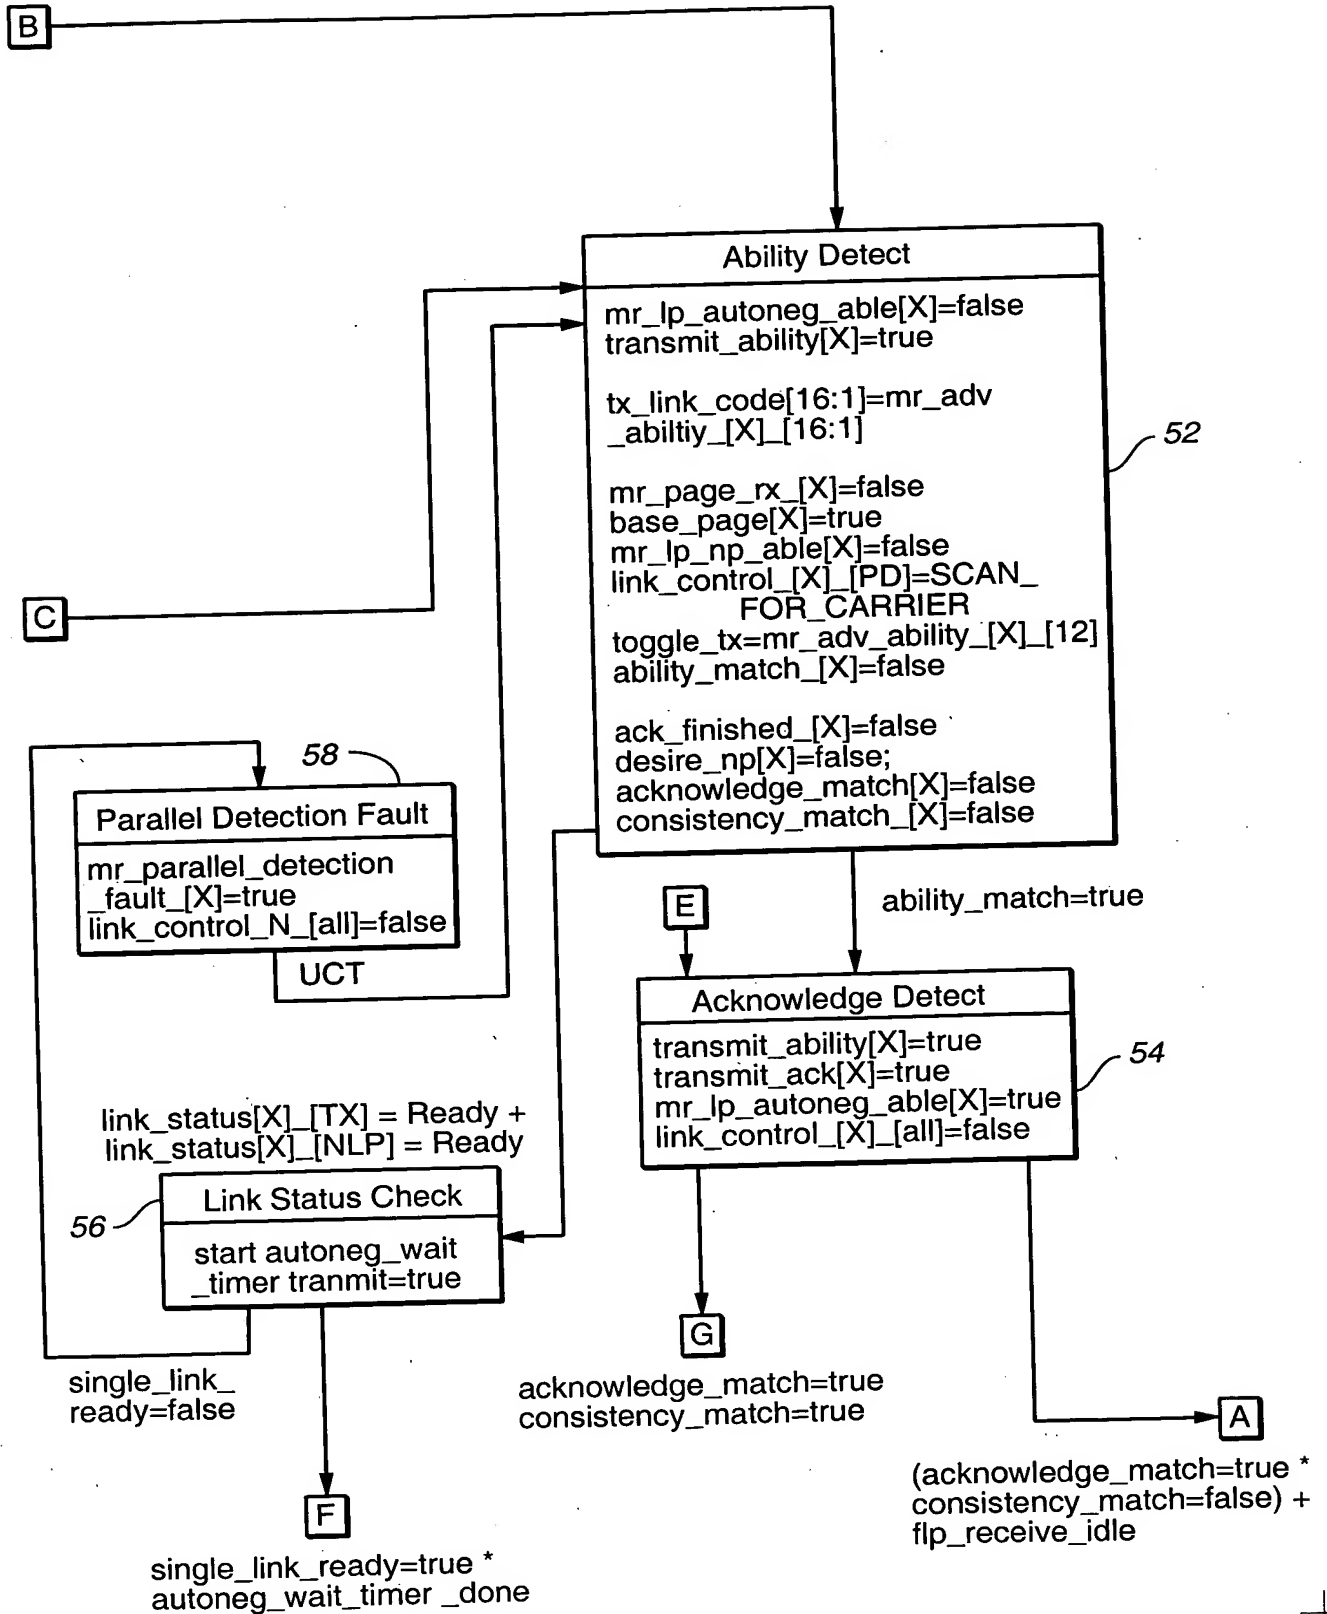 B
Ability Detect
mr_lp_autoneg_able[X]=false
transmit_ability[X]=true
tx_link_code[16:1]=mr_adv
_abiltiy_[X]_[16:1]
52
mr_page_rx_[X]=false
base_page[X]=true
mr_lp_np_able[X]=false
link_control_[X]_[PD]=SCAN_
FOR_CARRIER
toggle_tx=mr_adv_ability_[X]_[12]
ability_match_[X]=false
ack_finished_[X]=false
desire_np[X]=false;
acknowledge_match[X]=false
consistency_match_[X]=false
C
58
Parallel Detection Fault
mr_parallel_detection
_fault_[X]=true
link_control_N_[all]=false
UCT
E
ability_match=true
Acknowledge Detect
transmit_ability[X]=true
transmit_ack[X]=true
mr_lp_autoneg_able[X]=true
link_control_[X]_[all]=false
54
link_status[X]_[TX] = Ready +
link_status[X]_[NLP] = Ready
Link Status Check
56
start autoneg_wait
_timer tranmit=true
single_link_
ready=false
G
acknowledge_match=true
consistency_match=true
A
(acknowledge_match=true *
consistency_match=false) +
flp_receive_idle
F
single_link_ready=true *
autoneg_wait_timer _done